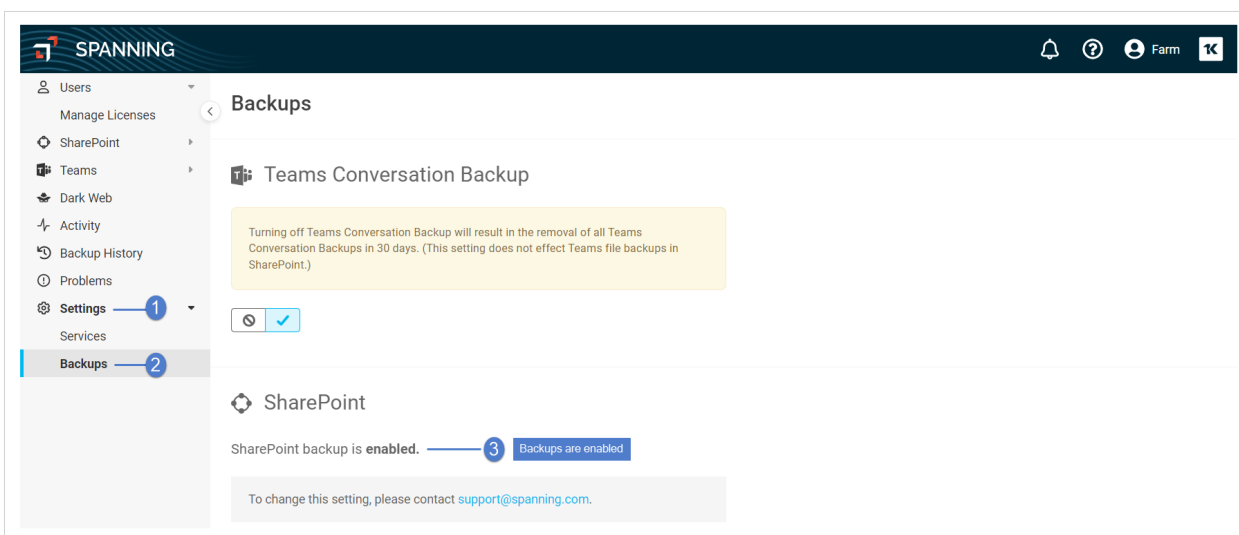 SPANNING
Farm
Users
Manage Licenses
SharePoint
Teams
Dark Web
Activity
Backup History
Problems
Settings
1
Services
Backups
2
Backups
Teams Conversation Backup
Turning off Teams Conversation Backup will result in the removal of all Teams
Conversation Backups in 30 days. (This setting does not effect Teams file backups in
SharePoint.)
SharePoint
SharePoint backup is enabled.
3
Backups are enabled
To change this setting, please contact support@spanning.com.